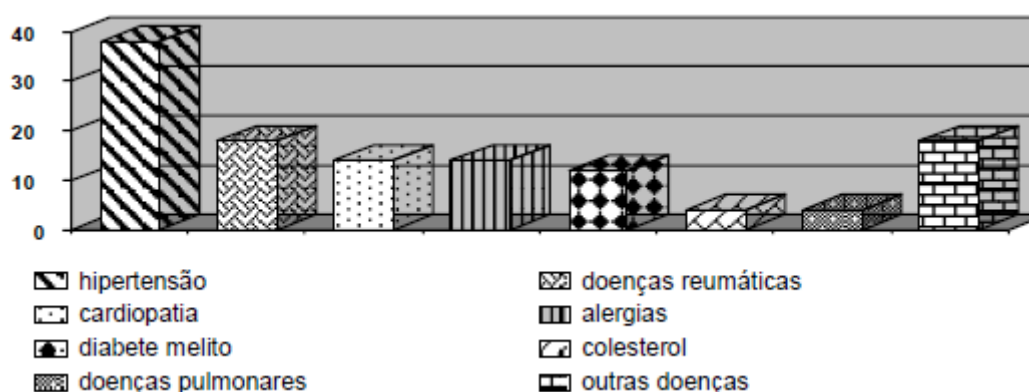 40
30
20
10
0
hipertensão
doenças reumáticas
cardiopatia
alergias
diabete melito
colesterol
doenças pulmonares
outras doenças